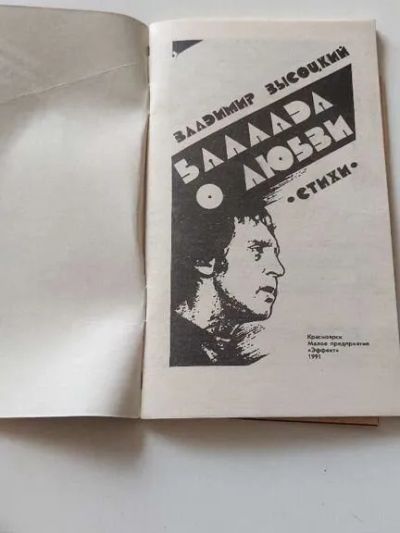 ВЛАДИМИР ВЫСОЦКИЙ
БАЛЛАДА
О ЛЮБВИ
•СТИХИ•
Красноярск
Малое предприятие
«Эффект»
1991